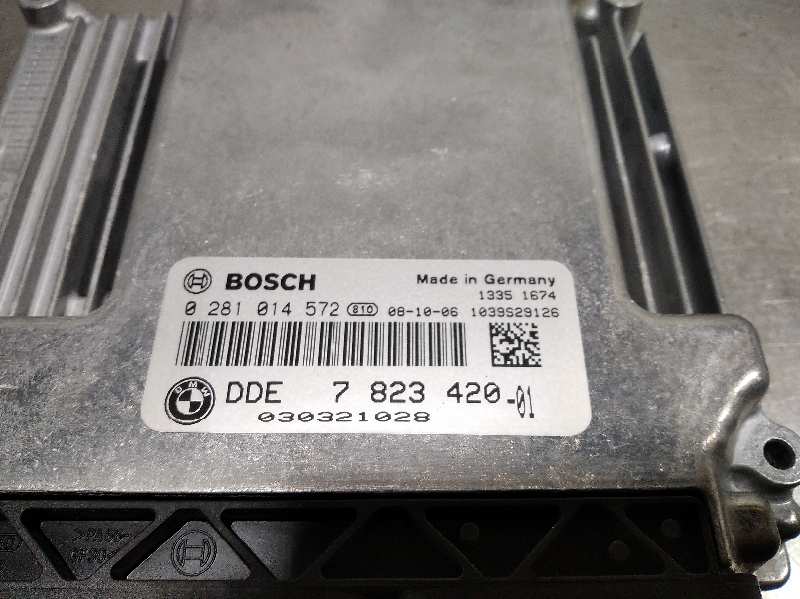 BOSCH Made in Germany
1335 1674
0 281 014 572 810 08-10-06 1039S29126
BMW DDE 7 823 420-01
030321028